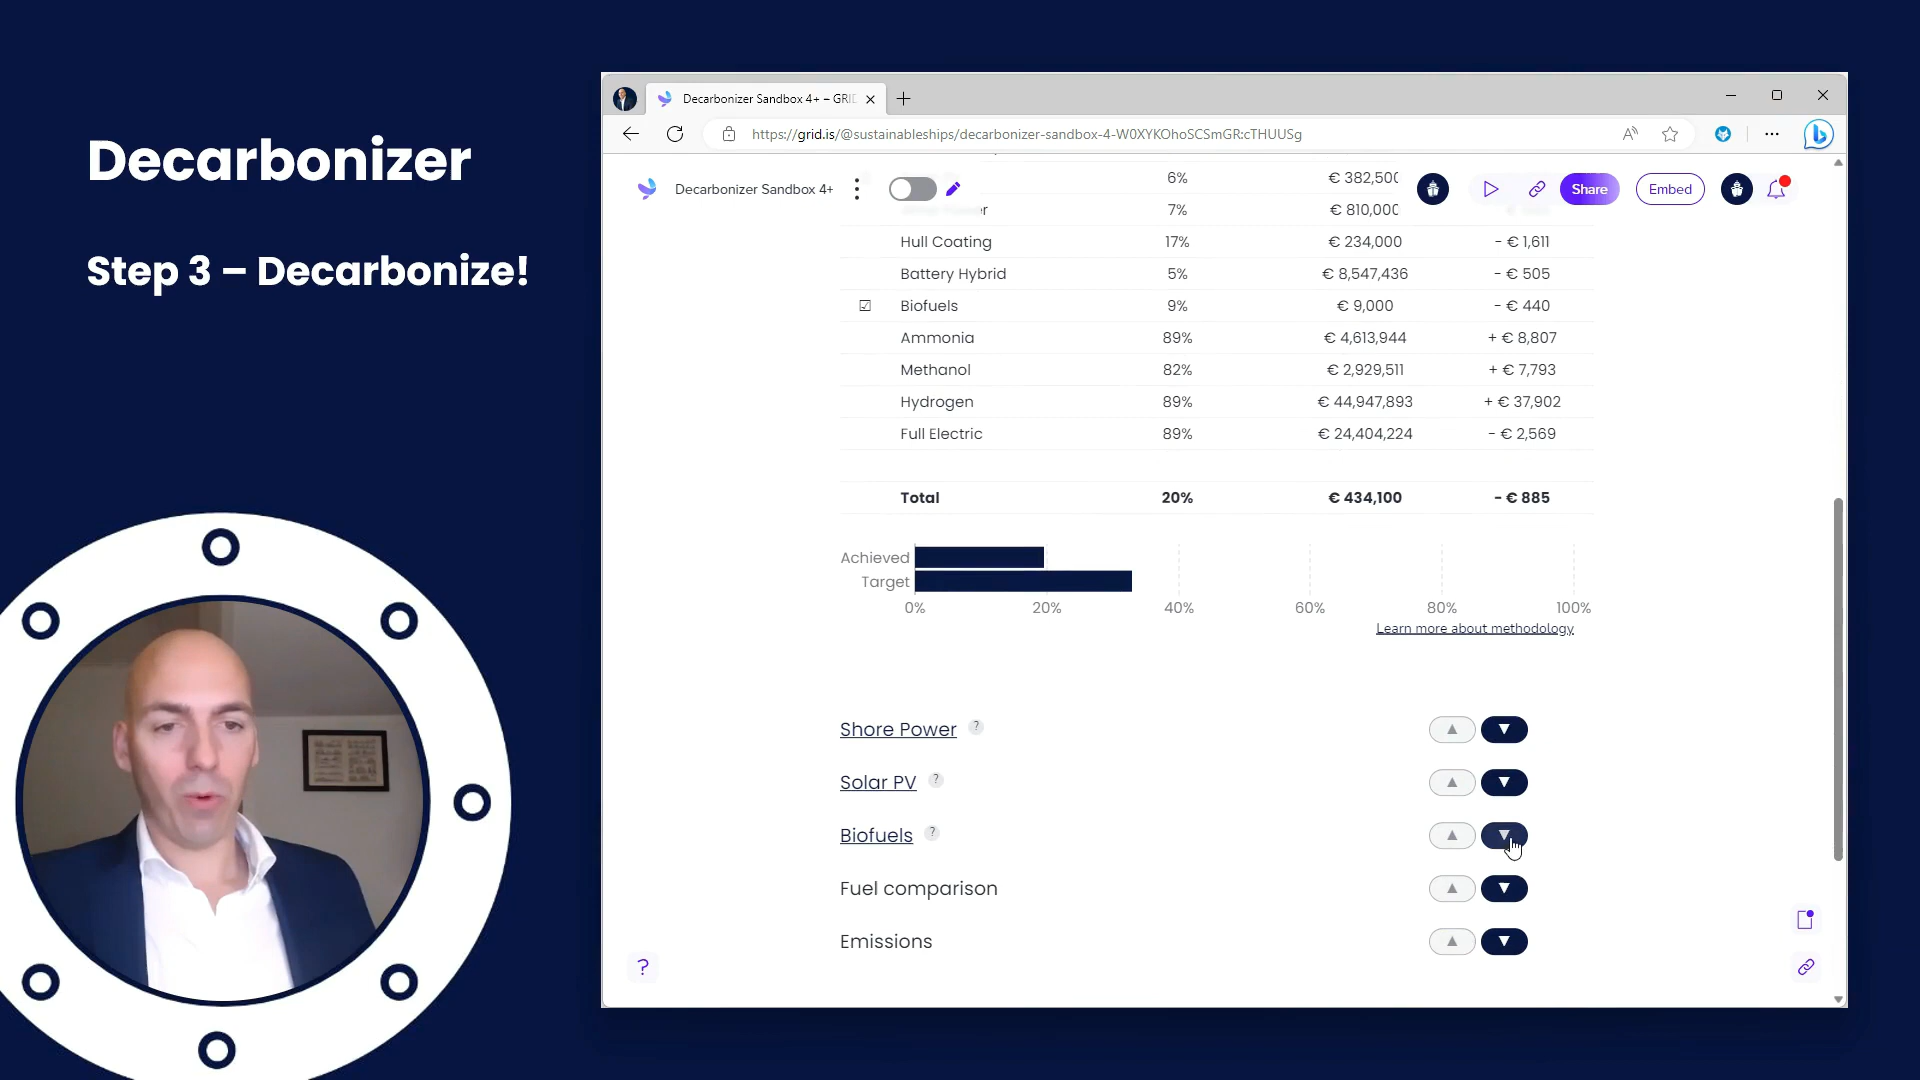 Decarbonizer
Step 3 – Decarbonize!
Decarbonizer Sandbox 4+ – GRID
https://grid.is/@sustainableships/decarbonizer-sandbox-4-W0XYKOhoSCSmGR:cTHUUSg
Decarbonizer Sandbox 4+
Share
Embed
6% € 382,500
7% € 810,000
Hull Coating 17% € 234,000 - € 1,611
Battery Hybrid 5% € 8,547,436 - € 505
☑ Biofuels 9% € 9,000 - € 440
Ammonia 89% € 4,613,944 + € 8,807
Methanol 82% € 2,929,511 + € 7,793
Hydrogen 89% € 44,947,893 + € 37,902
Full Electric 89% € 24,404,224 - € 2,569
Total 20% € 434,100 - € 885
Achieved
Target
0% 20% 40% 60% 80% 100%
Learn more about methodology
Shore Power ? ▲ ▼
Solar PV ? ▲ ▼
Biofuels ? ▲ ▼
Fuel comparison ▲ ▼
Emissions ▲ ▼
?